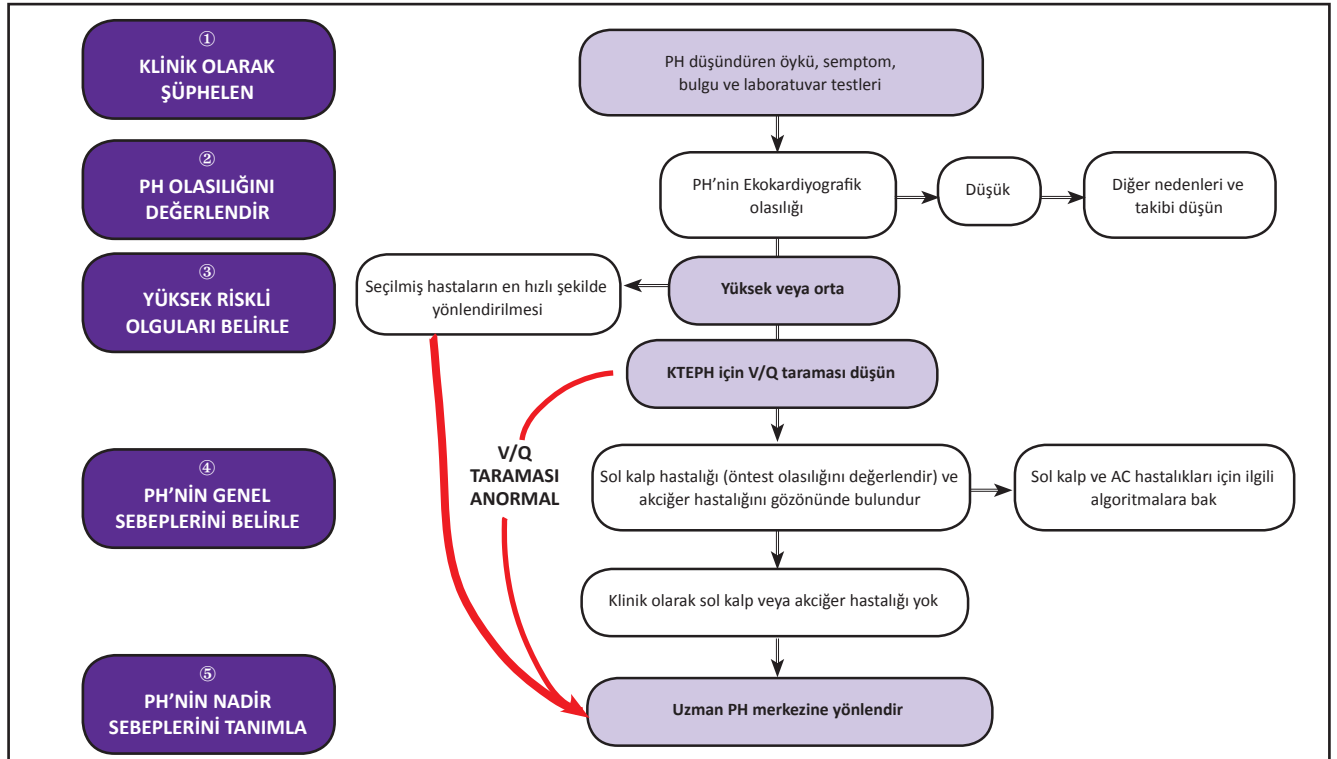 ①
KLİNİK OLARAK
ŞÜPHELEN
PH düşündüren öykü, semptom,
bulgu ve laboratuvar testleri
②
PH OLASILIĞINI
DEĞERLENDİR
PH’nin Ekokardiyografik
olasılığı
Düşük
Diğer nedenleri ve
takibi düşün
③
YÜKSEK RİSKLİ
OLGULARI BELİRLE
Seçilmiş hastaların en hızlı şekilde
yönlendirilmesi
Yüksek veya orta
KTEPH için V/Q taraması düşün
V/Q
TARAMASI
ANORMAL
④
PH’NİN GENEL
SEBEPLERİNİ BELİRLE
Sol kalp hastalığı (öntest olasılığını değerlendir) ve
akciğer hastalığını gözönünde bulundur
Sol kalp ve AC hastalıkları için ilgili
algoritmalara bak
Klinik olarak sol kalp veya akciğer hastalığı yok
⑤
PH’NİN NADİR
SEBEPLERİNİ TANIMLA
Uzman PH merkezine yönlendir